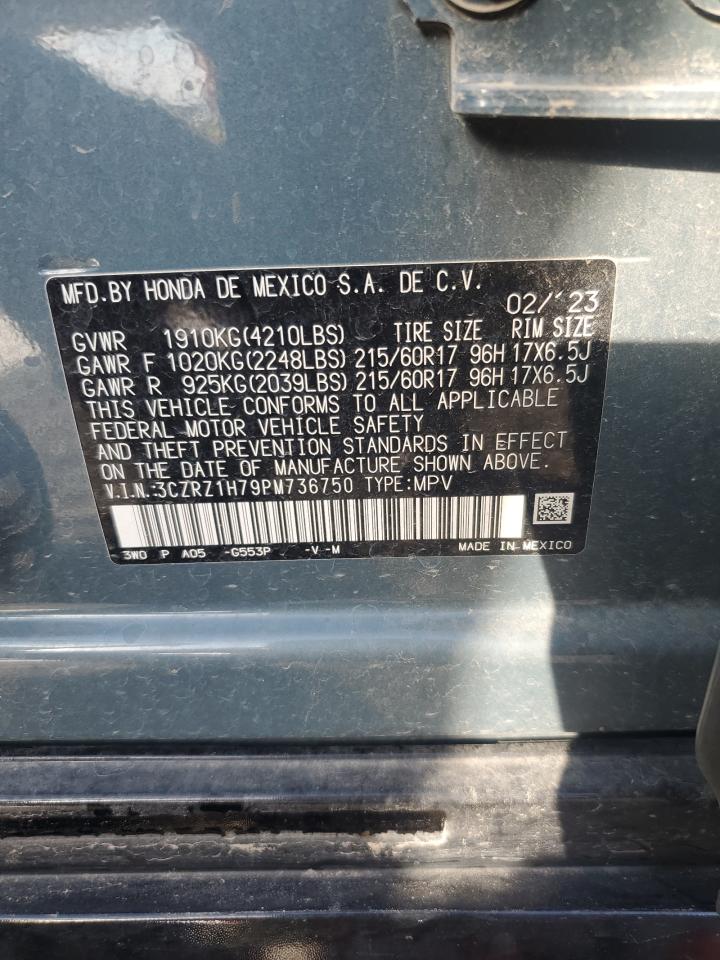 MFD.BY HONDA DE MEXICO S.A. DE C.V.
02/'23
GVWR 1910KG(4210LBS) TIRE SIZE RIM SIZE
GAWR F 1020KG(2248LBS) 215/60R17 96H 17X6.5J
GAWR R 925KG(2039LBS) 215/60R17 96H 17X6.5J
THIS VEHICLE CONFORMS TO ALL APPLICABLE
FEDERAL MOTOR VEHICLE SAFETY
AND THEFT PREVENTION STANDARDS IN EFFECT
ON THE DATE OF MANUFACTURE SHOWN ABOVE.
V.I.N.:3CZRZ1H79PM736750 TYPE:MPV
3WO P A05 -G553P -V -M MADE IN MEXICO